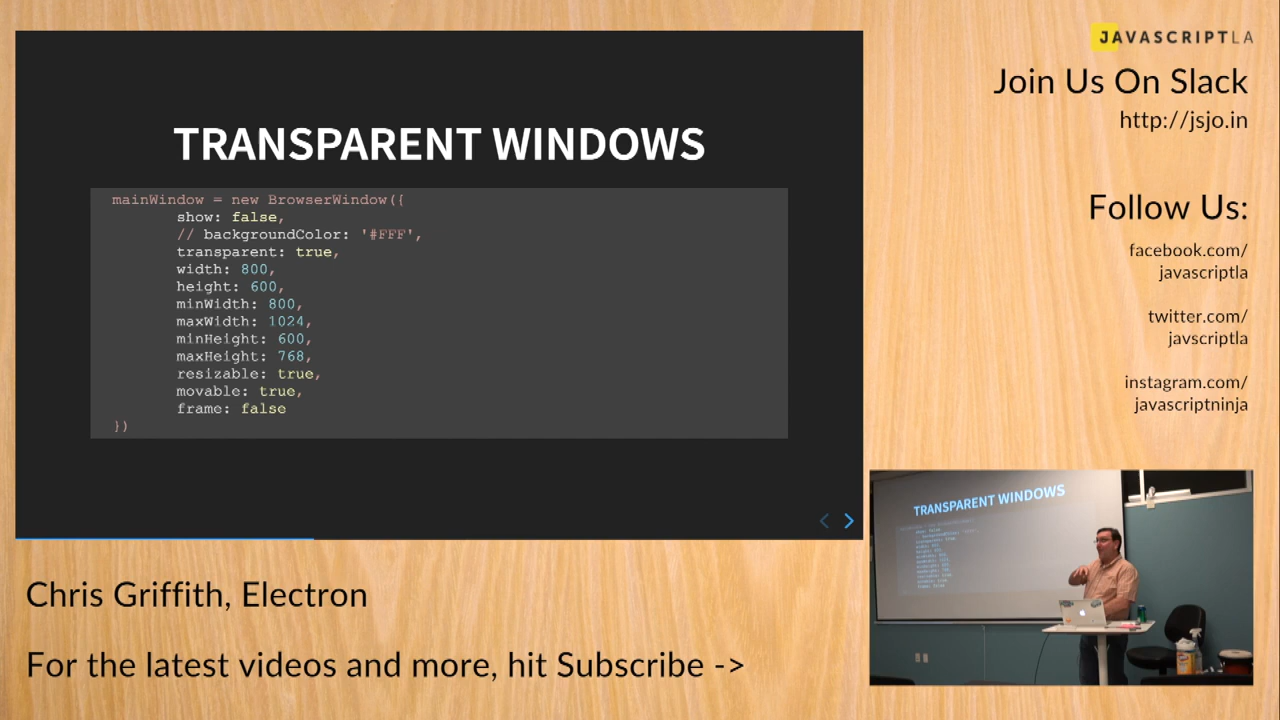 TRANSPARENT WINDOWS
mainWindow = new BrowserWindow({
show: false,
// backgroundColor: '#FFF',
transparent: true,
width: 800,
height: 600,
minWidth: 800,
maxWidth: 1024,
minHeight: 600,
maxHeight: 768,
resizable: true,
movable: true,
frame: false
})
Chris Griffith, Electron
For the latest videos and more, hit Subscribe ->
JAVASCRIPTLA
Join Us On Slack
http://jsjo.in
Follow Us:
facebook.com/
javascriptla
twitter.com/
javscriptla
instagram.com/
javascriptninja
TRANSPARENT WINDOWS